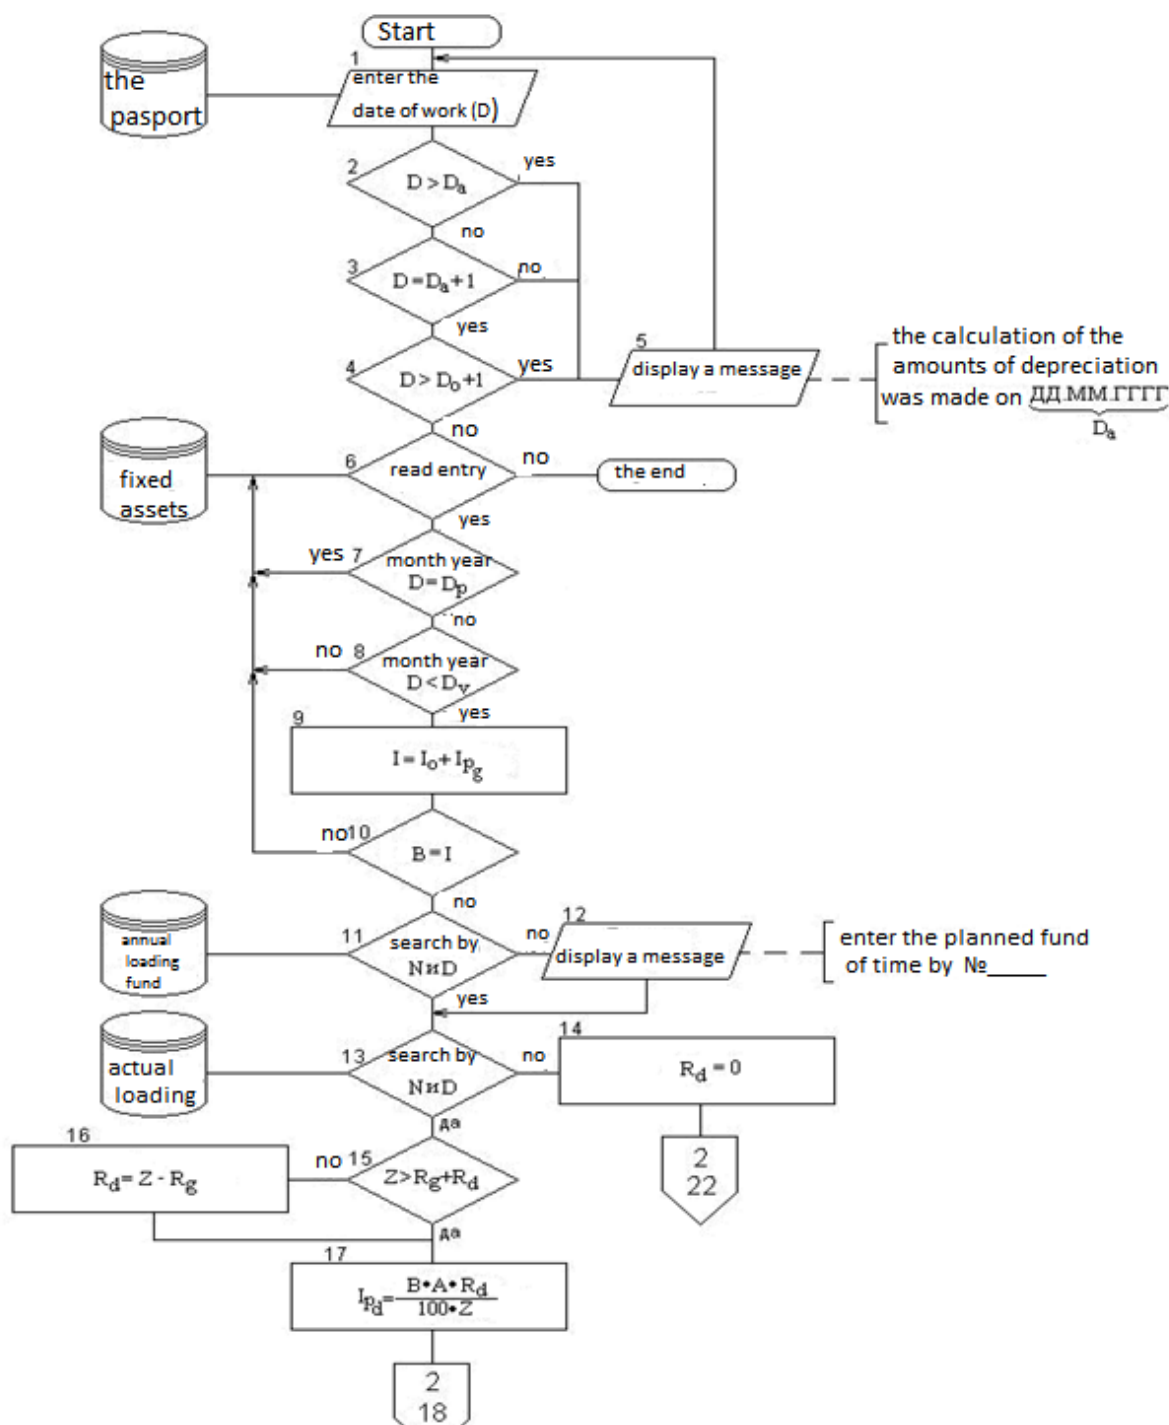 Start
the
pasport
1
enter the
date of work (D)
2
D > Da
yes
no
3
D = Da + 1
no
yes
4
D > Do + 1
yes
no
5
display a message
the calculation of the
amounts of depreciation
was made on ДД.ММ.ГГГГ
Da
fixed
assets
6
read entry
no
the end
yes
yes
7
month year
D = Dp
no
no
8
month year
D < Dv
yes
9
I = Io + Ipg
no
10
B = I
no
annual
loading
fund
11
search by
NиD
no
12
display a message
enter the planned fund
of time by №_____
yes
actual
loading
13
search by
NиD
no
14
Rd = 0
2
22
да
16
Rd = Z - Rg
no
15
Z>Rg+Rd
да
17
Ipd = B•A•Rd
100•Z
2
18